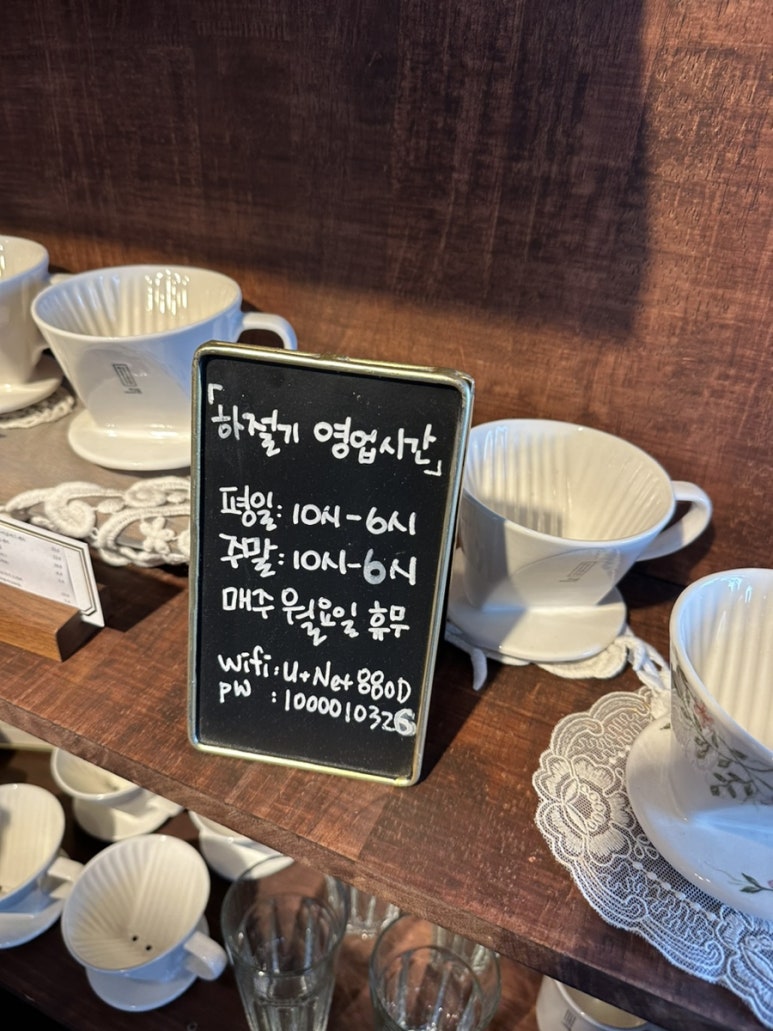 「하절기 영업시간」
평일: 10시-6시
주말: 10시-6시
매주 월요일 휴무
Wifi: U+Net880D
PW : 1000010326